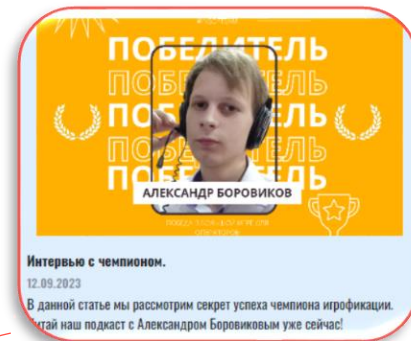 ПОБЕДИТЕЛЬ
ПОБЕДИТЕЛЬ
ПОБЕДИТЕЛЬ
ПОБЕДИТЕЛЬ
ПОБЕДИТЕЛЬ
АЛЕКСАНДР БОРОВИКОВ
Интервью с чемпионом.
12.09.2023
В данной статье мы рассмотрим секрет успеха чемпиона игрофикации.
Читай наш подкаст с Александром Боровиковым уже сейчас!